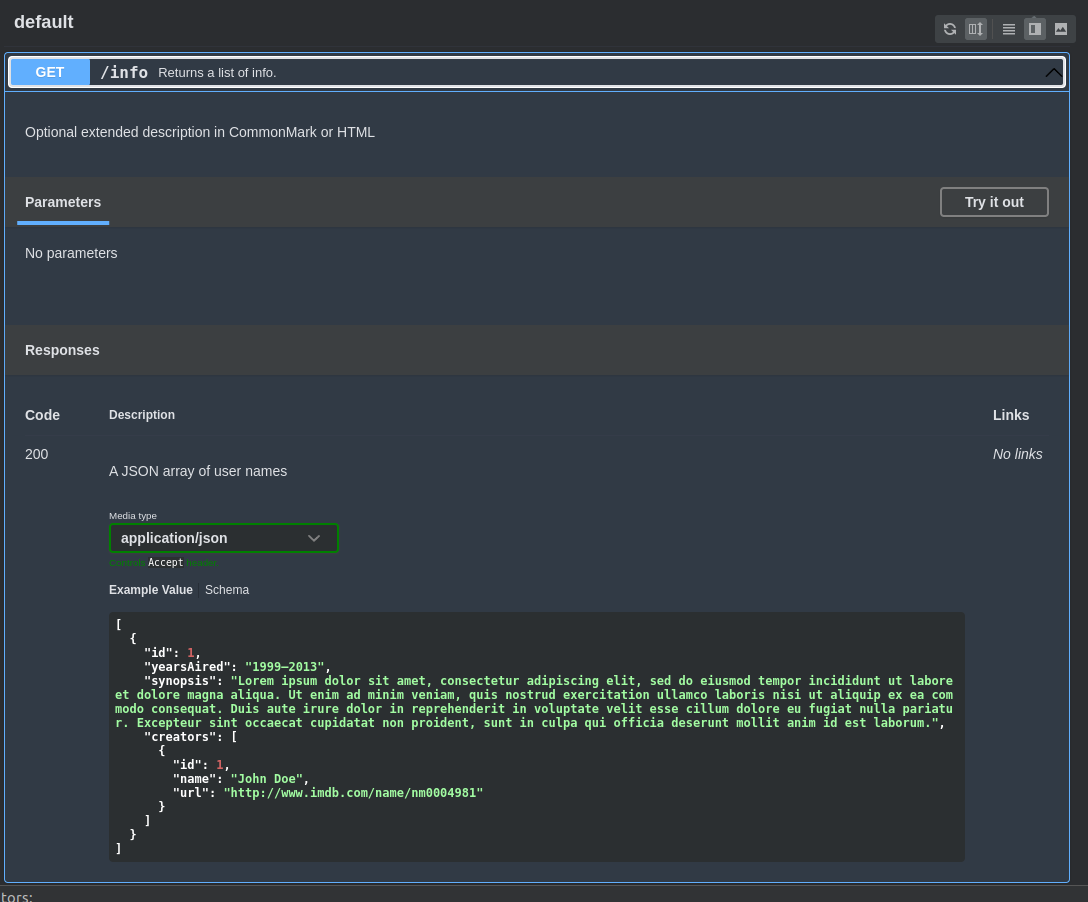 default
GET /info Returns a list of info.
Optional extended description in CommonMark or HTML
Parameters Try it out
No parameters
Responses
Code Description Links
200 No links
A JSON array of user names
Media type
application/json
Controls Accept header.
Example Value Schema
[
  {
    "id": 1,
    "yearsAired": "1999–2013",
    "synopsis": "Lorem ipsum dolor sit amet, consectetur adipiscing elit, sed do eiusmod tempor incididunt ut labore
et dolore magna aliqua. Ut enim ad minim veniam, quis nostrud exercitation ullamco laboris nisi ut aliquip ex ea com
modo consequat. Duis aute irure dolor in reprehenderit in voluptate velit esse cillum dolore eu fugiat nulla pariatu
r. Excepteur sint occaecat cupidatat non proident, sunt in culpa qui officia deserunt mollit anim id est laborum.",
    "creators": [
      {
        "id": 1,
        "name": "John Doe",
        "url": "http://www.imdb.com/name/nm0004981"
      }
    ]
  }
]
tors: